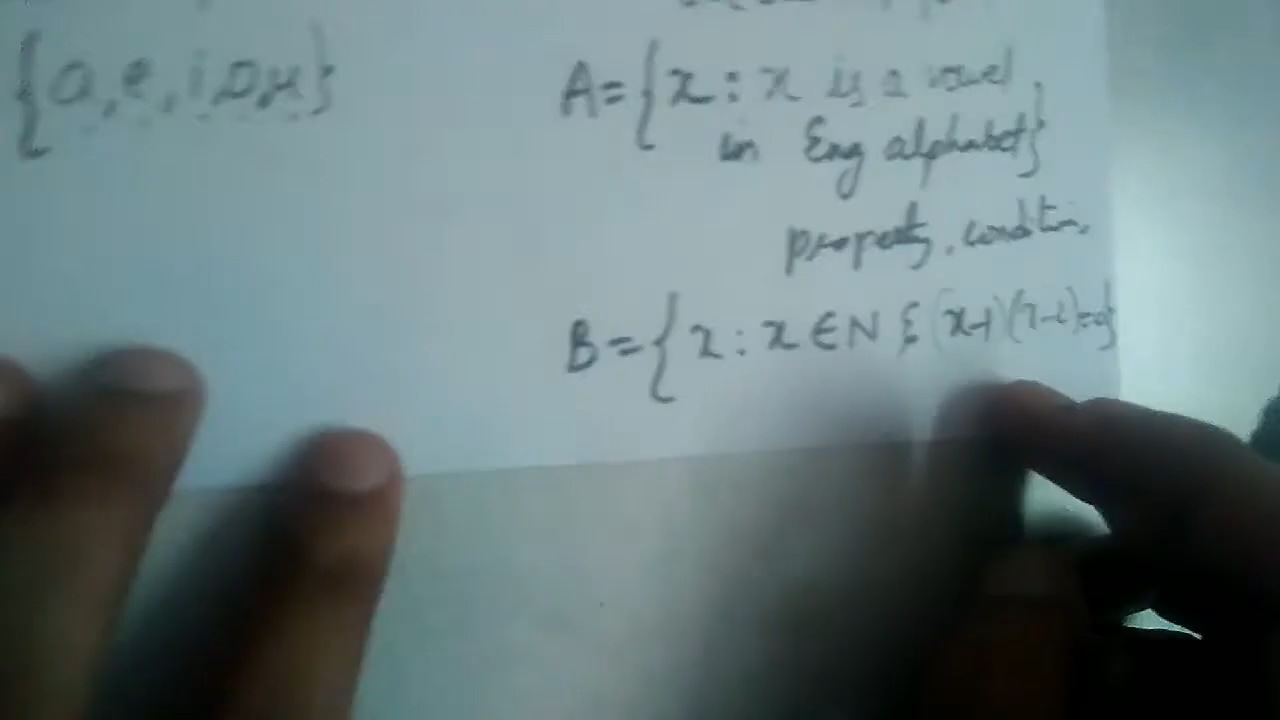 {a, e, i, o, u}
A = { x : x is a vowel
in Eng alphabet}
property, condition
B = { x : x ∈ N & (x-1)(x-2)=0}